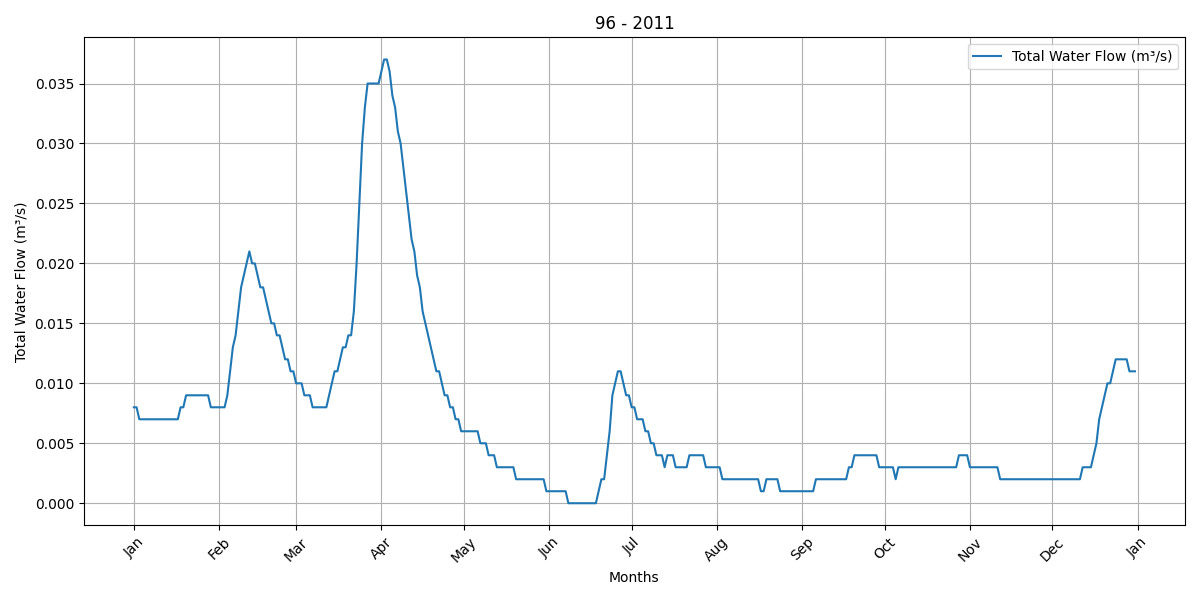 96 - 2011
Total Water Flow (m³/s)
Total Water Flow (m³/s)
0.035
0.030
0.025
0.020
0.015
0.010
0.005
0.000
Jan
Feb
Mar
Apr
May
Jun
Jul
Aug
Sep
Oct
Nov
Dec
Jan
Months